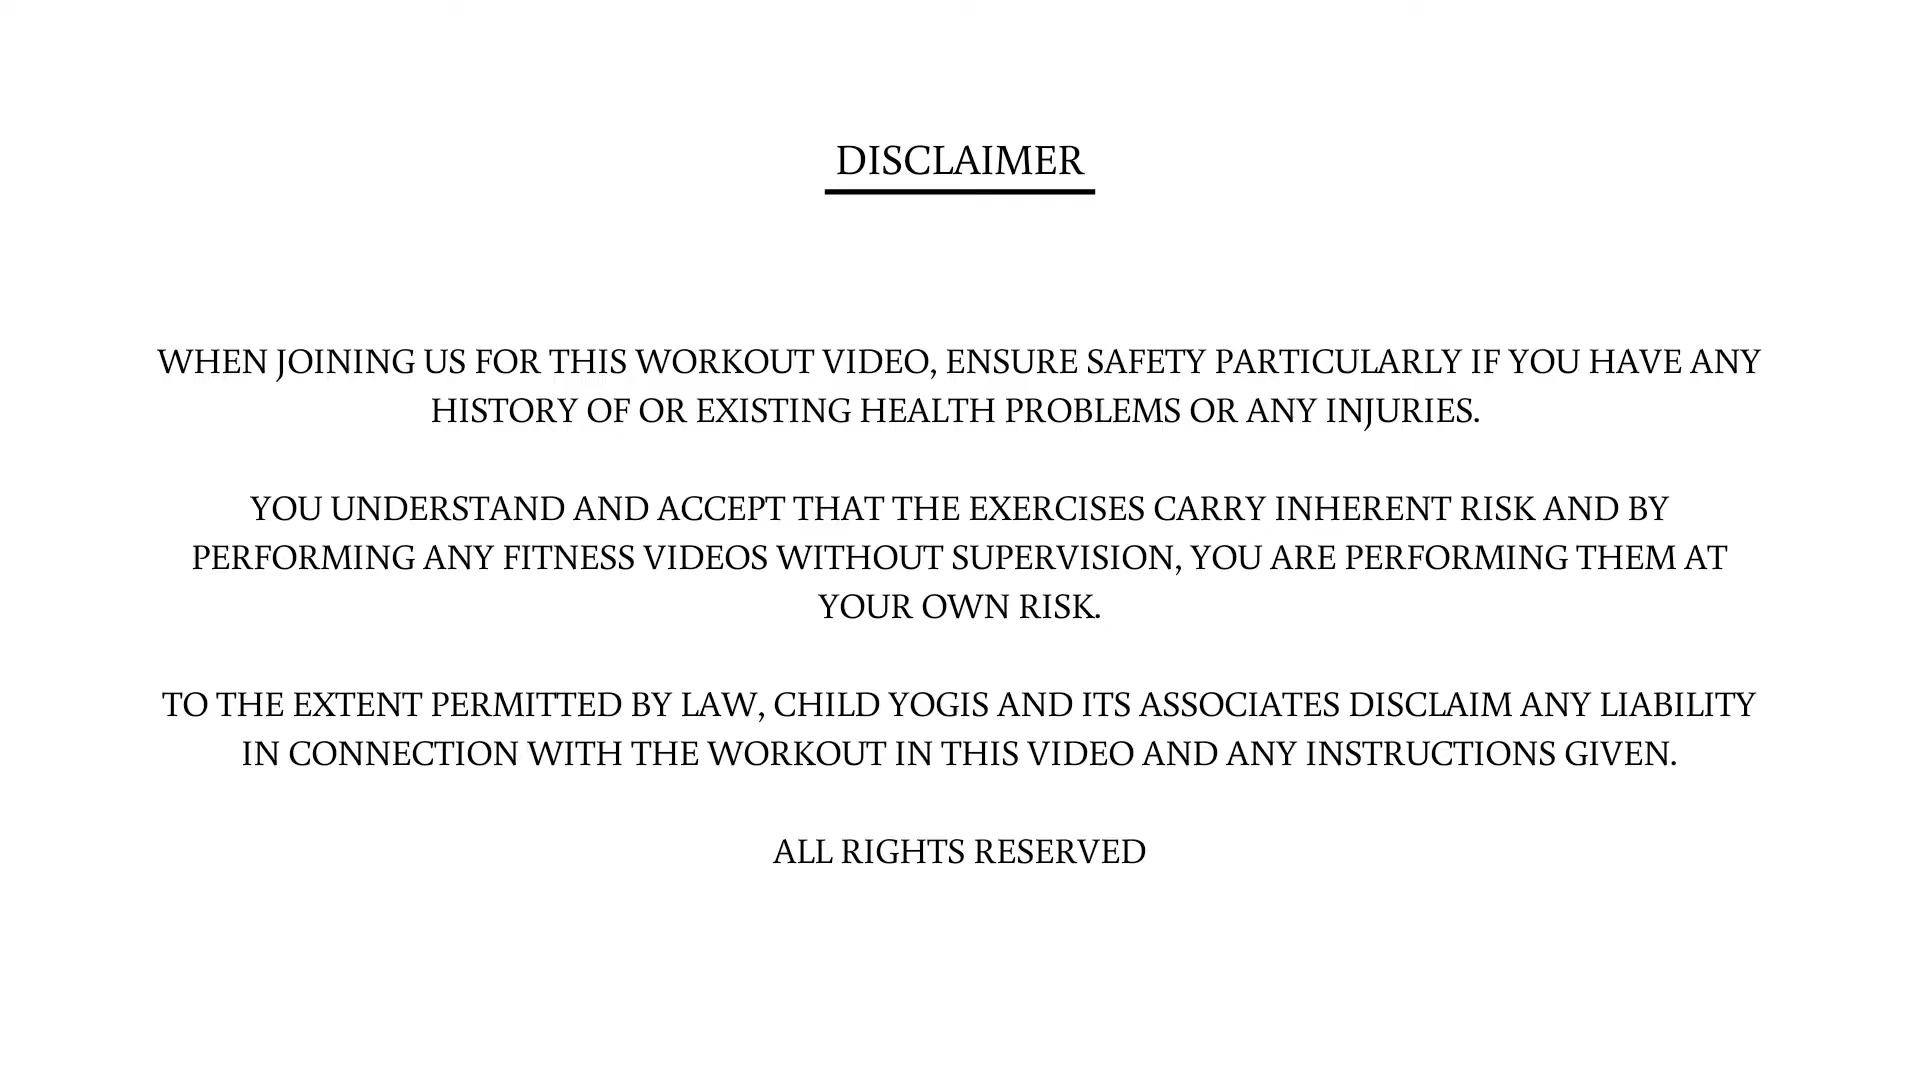 DISCLAIMER
WHEN JOINING US FOR THIS WORKOUT VIDEO, ENSURE SAFETY PARTICULARLY IF YOU HAVE ANY
HISTORY OF OR EXISTING HEALTH PROBLEMS OR ANY INJURIES.
YOU UNDERSTAND AND ACCEPT THAT THE EXERCISES CARRY INHERENT RISK AND BY
PERFORMING ANY FITNESS VIDEOS WITHOUT SUPERVISION, YOU ARE PERFORMING THEM AT
YOUR OWN RISK.
TO THE EXTENT PERMITTED BY LAW, CHILD YOGIS AND ITS ASSOCIATES DISCLAIM ANY LIABILITY
IN CONNECTION WITH THE WORKOUT IN THIS VIDEO AND ANY INSTRUCTIONS GIVEN.
ALL RIGHTS RESERVED